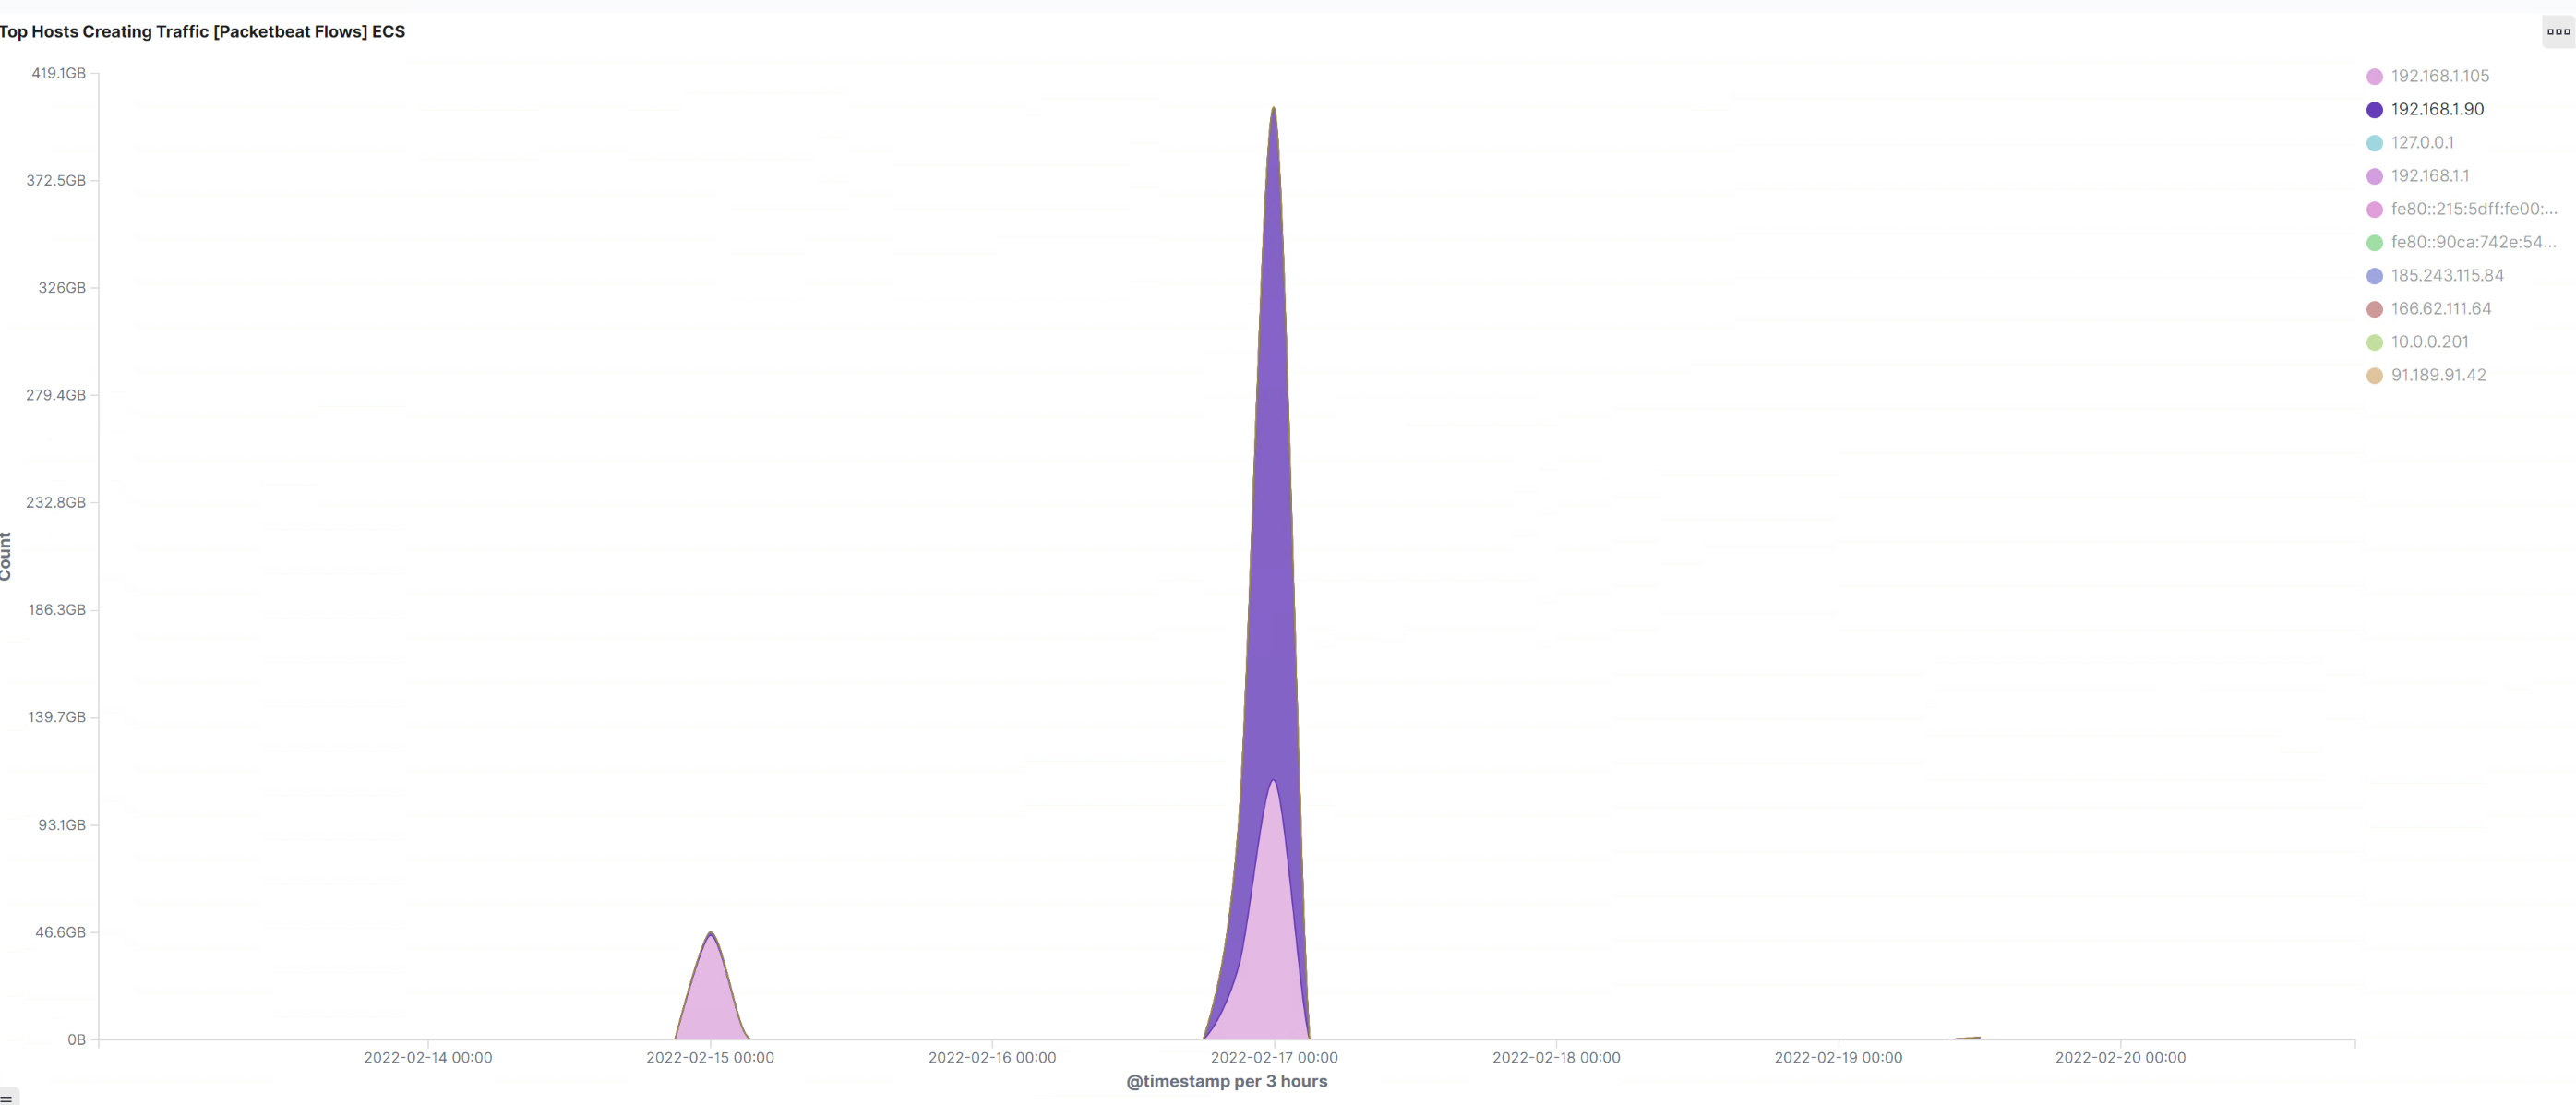 Top Hosts Creating Traffic [Packetbeat Flows] ECS
419.1GB
372.5GB
326GB
279.4GB
232.8GB
186.3GB
139.7GB
93.1GB
46.6GB
0B
Count
2022-02-14 00:00
2022-02-15 00:00
2022-02-16 00:00
2022-02-17 00:00
2022-02-18 00:00
2022-02-19 00:00
2022-02-20 00:00
@timestamp per 3 hours
192.168.1.105
192.168.1.90
127.0.0.1
192.168.1.1
fe80::215:5dff:fe00:...
fe80::90ca:742e:54...
185.243.115.84
166.62.111.64
10.0.0.201
91.189.91.42